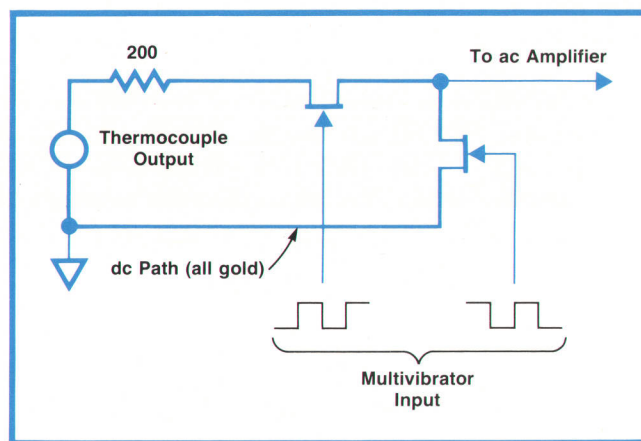 200
To ac Amplifier
Thermocouple
Output
dc Path (all gold)
Multivibrator
Input